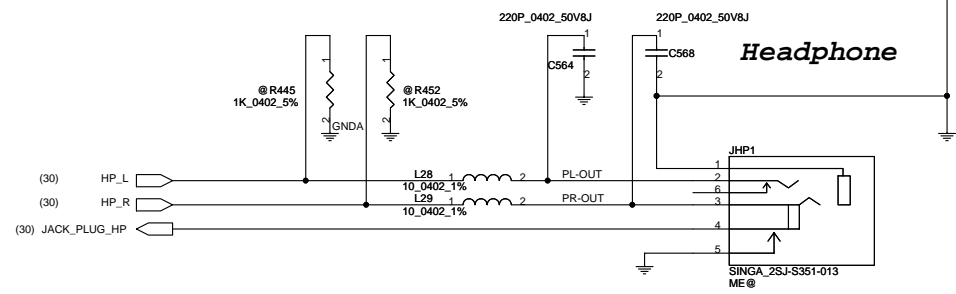 220P_0402_50V8J
220P_0402_50V8J
1
1
C564
C568
2
2
Headphone
1
1
@R445
1K_0402_5%
@R452
1K_0402_5%
2
2
GNDA
JHP1
1
(30) HP_L
L28
1
2
PL-OUT
2
10_0402_1%
6
(30) HP_R
L29
1
2
PR-OUT
3
10_0402_1%
(30) JACK_PLUG_HP
4
5
SINGA_2SJ-S351-013
ME@